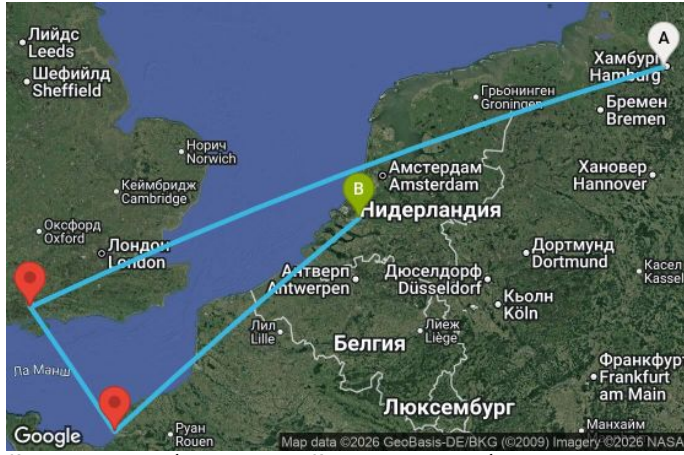 Лийдс
Leeds
Шефийлд
Sheffield
Норич
Norwich
Кеймбридж
Cambridge
Оксфорд
Oxford
Лондон
London
Ла Манш
A
Хамбург
Hamburg
Грьонинген
Groningen
Бремен
Bremen
Амстердам
Amsterdam
Хановер
Hannover
B
Нидерландия
Дортмунд
Dortmund
Антверп
Antwerpen
Дюселдорф
Düsseldorf
Касел
Kassel
Кьолн
Köln
Лил
Lille
Белгия
Лиеж
Liège
Франкфурт
Frankfurt
am Main
Люксембург
Руан
Rouen
Манхайм
Google
Map data ©2026 GeoBasis-DE/BKG (©2009) Imagery ©2026 NASA